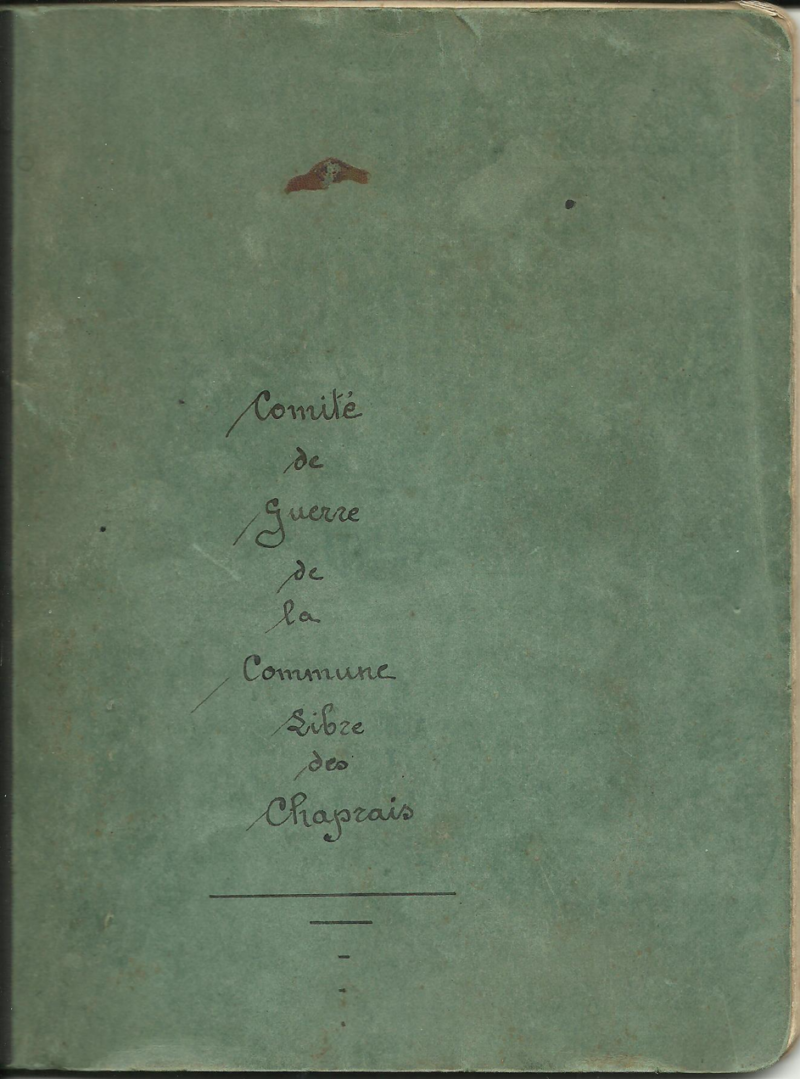 Comité
de
Guerre
de
la
Commune
Libre
des
Chaprais